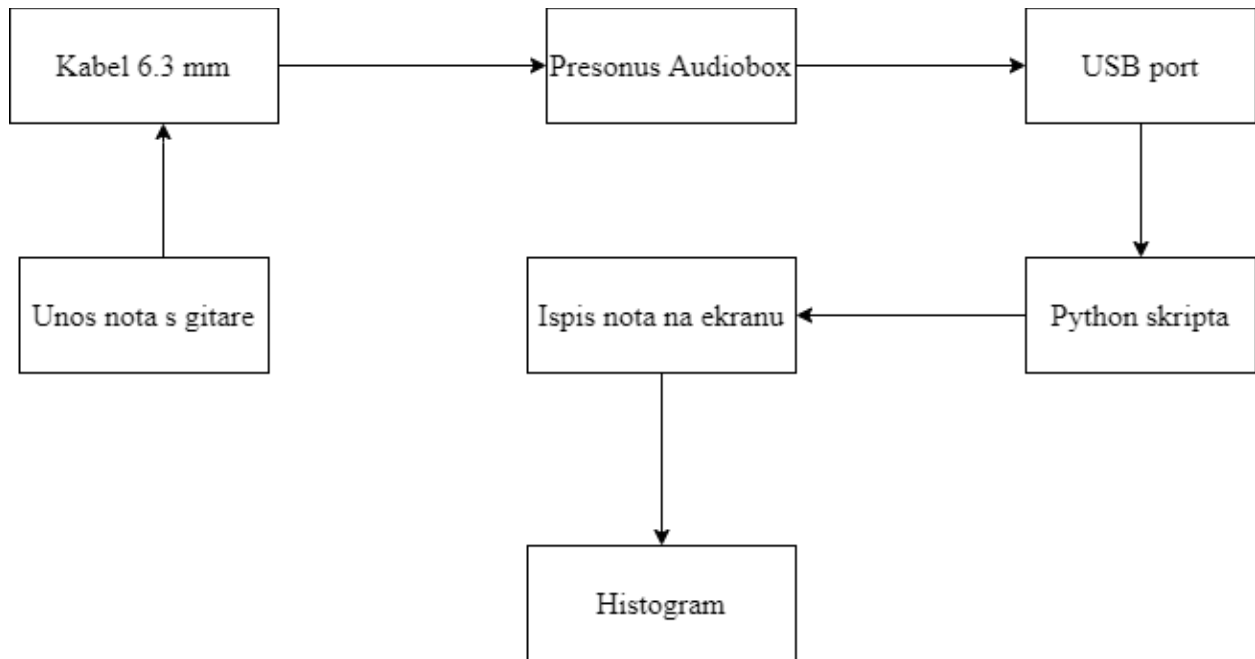 Kabel 6.3 mm
Presonus Audiobox
USB port
Unos nota s gitare
Ispis nota na ekranu
Python skripta
Histogram